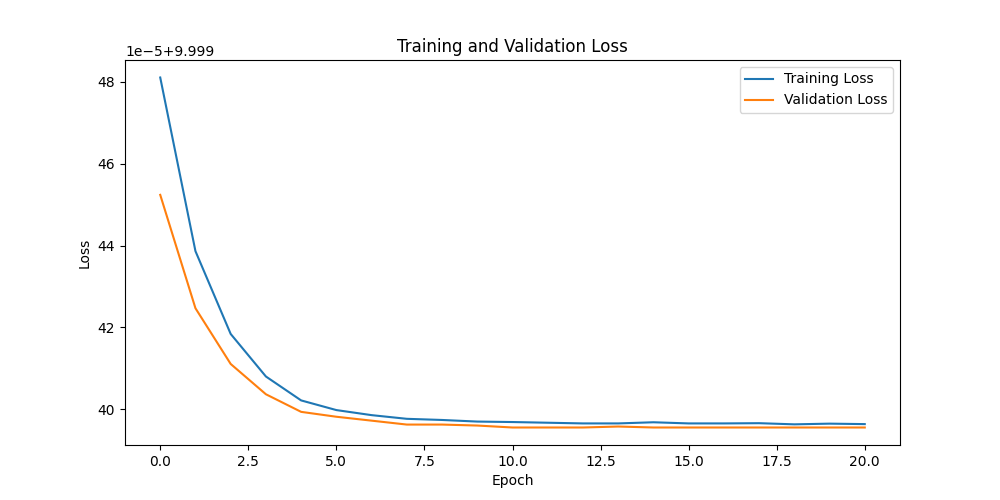 Training and Validation Loss
1e−5+9.999
Training Loss
Validation Loss
48
46
44
42
40
Loss
0.0 2.5 5.0 7.5 10.0 12.5 15.0 17.5 20.0
Epoch